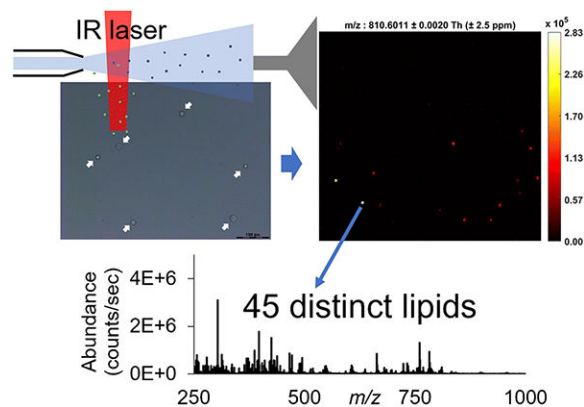 IR laser
m/z : 810.6011 ± 0.0020 Th (± 2.5 ppm)
x 10⁵
2.83
2.26
1.70
1.13
0.57
0.00
45 distinct lipids
Abundance
(counts/sec)
4E+6
2E+6
0E+0
250
500
m/z
750
1000